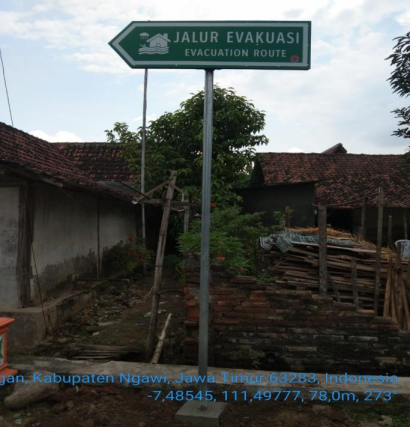 JALUR EVAKUASI
EVACUATION ROUTE
gan, Kabupaten Ngawi, Jawa Timur 63283, Indonesia
-7,48545, 111,49777, 78,0m, 273°